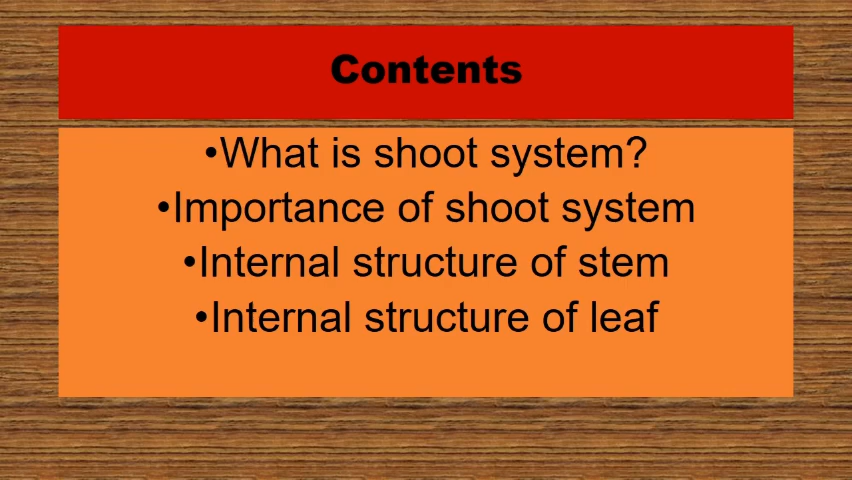 Contents
•What is shoot system?
•Importance of shoot system
•Internal structure of stem
•Internal structure of leaf